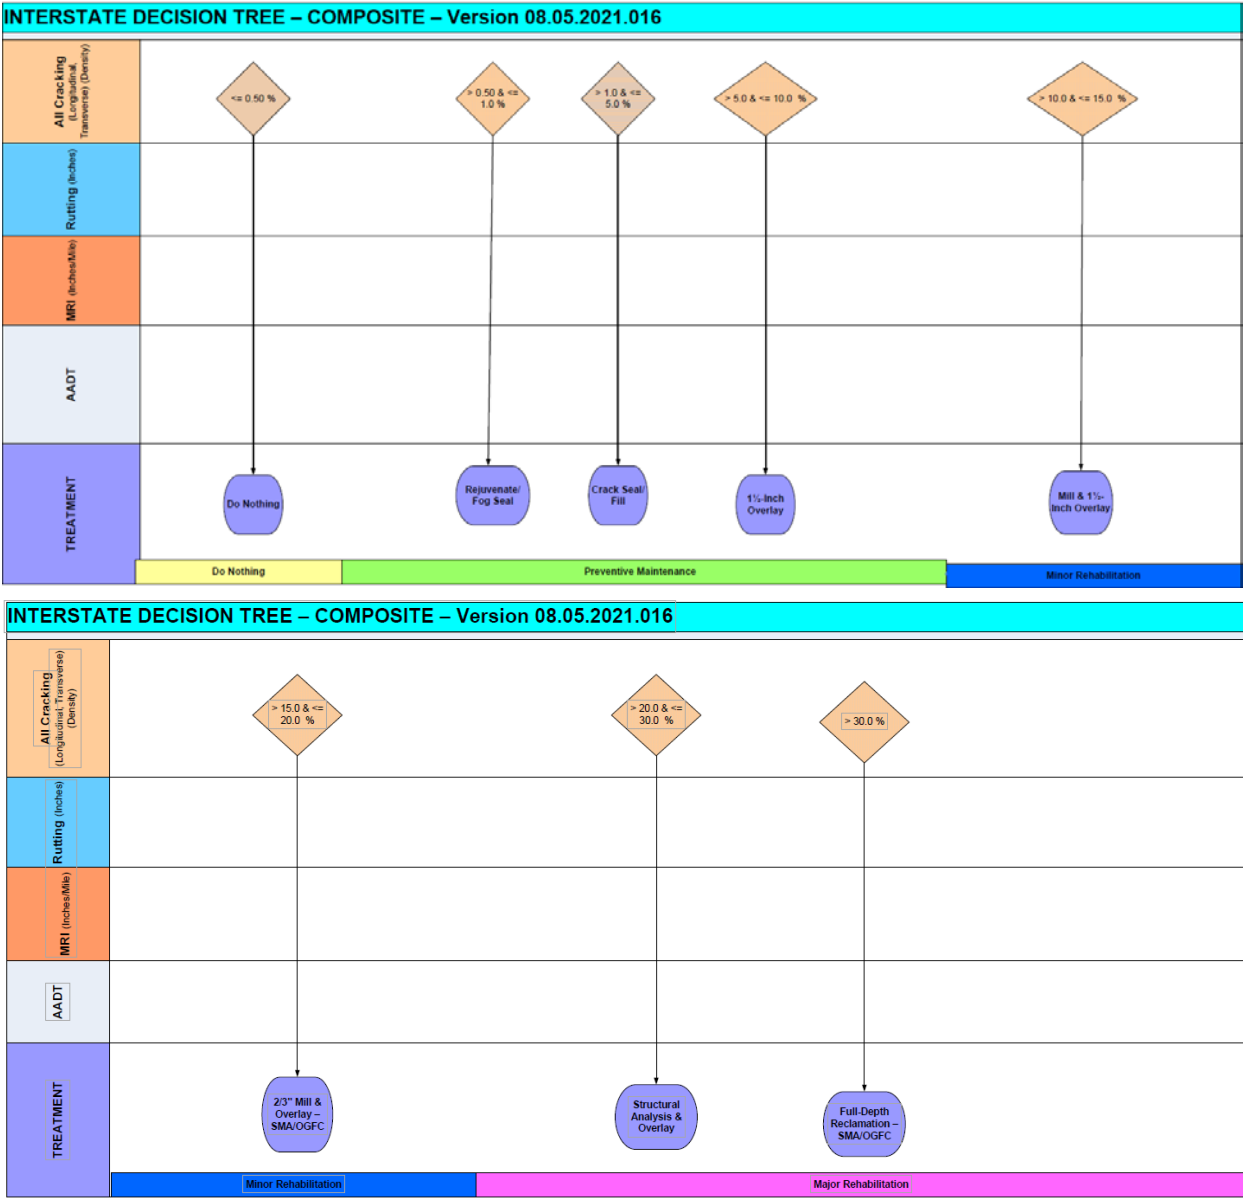 INTERSTATE DECISION TREE – COMPOSITE – Version 08.05.2021.016
All Cracking
(Longitudinal,
Transverse) (Density)
<= 0.50 %
> 0.50 & <=
1.0 %
> 1.0 & <=
5.0 %
> 5.0 & <= 10.0 %
> 10.0 & <= 15.0 %
Rutting (Inches)
MRI (Inches/Mile)
AADT
TREATMENT
Do Nothing
Rejuvenate/
Fog Seal
Crack Seal/
Fill
1½-Inch
Overlay
Mill & 1½-
Inch Overlay
Do Nothing
Preventive Maintenance
Minor Rehabilitation
INTERSTATE DECISION TREE – COMPOSITE – Version 08.05.2021.016
All Cracking
(Longitudinal, Transverse)
(Density)
> 15.0 & <=
20.0 %
> 20.0 & <=
30.0 %
> 30.0 %
Rutting (Inches)
MRI (Inches/Mile)
AADT
TREATMENT
2/3" Mill &
Overlay –
SMA/OGFC
Structural
Analysis &
Overlay
Full-Depth
Reclamation –
SMA/OGFC
Minor Rehabilitation
Major Rehabilitation